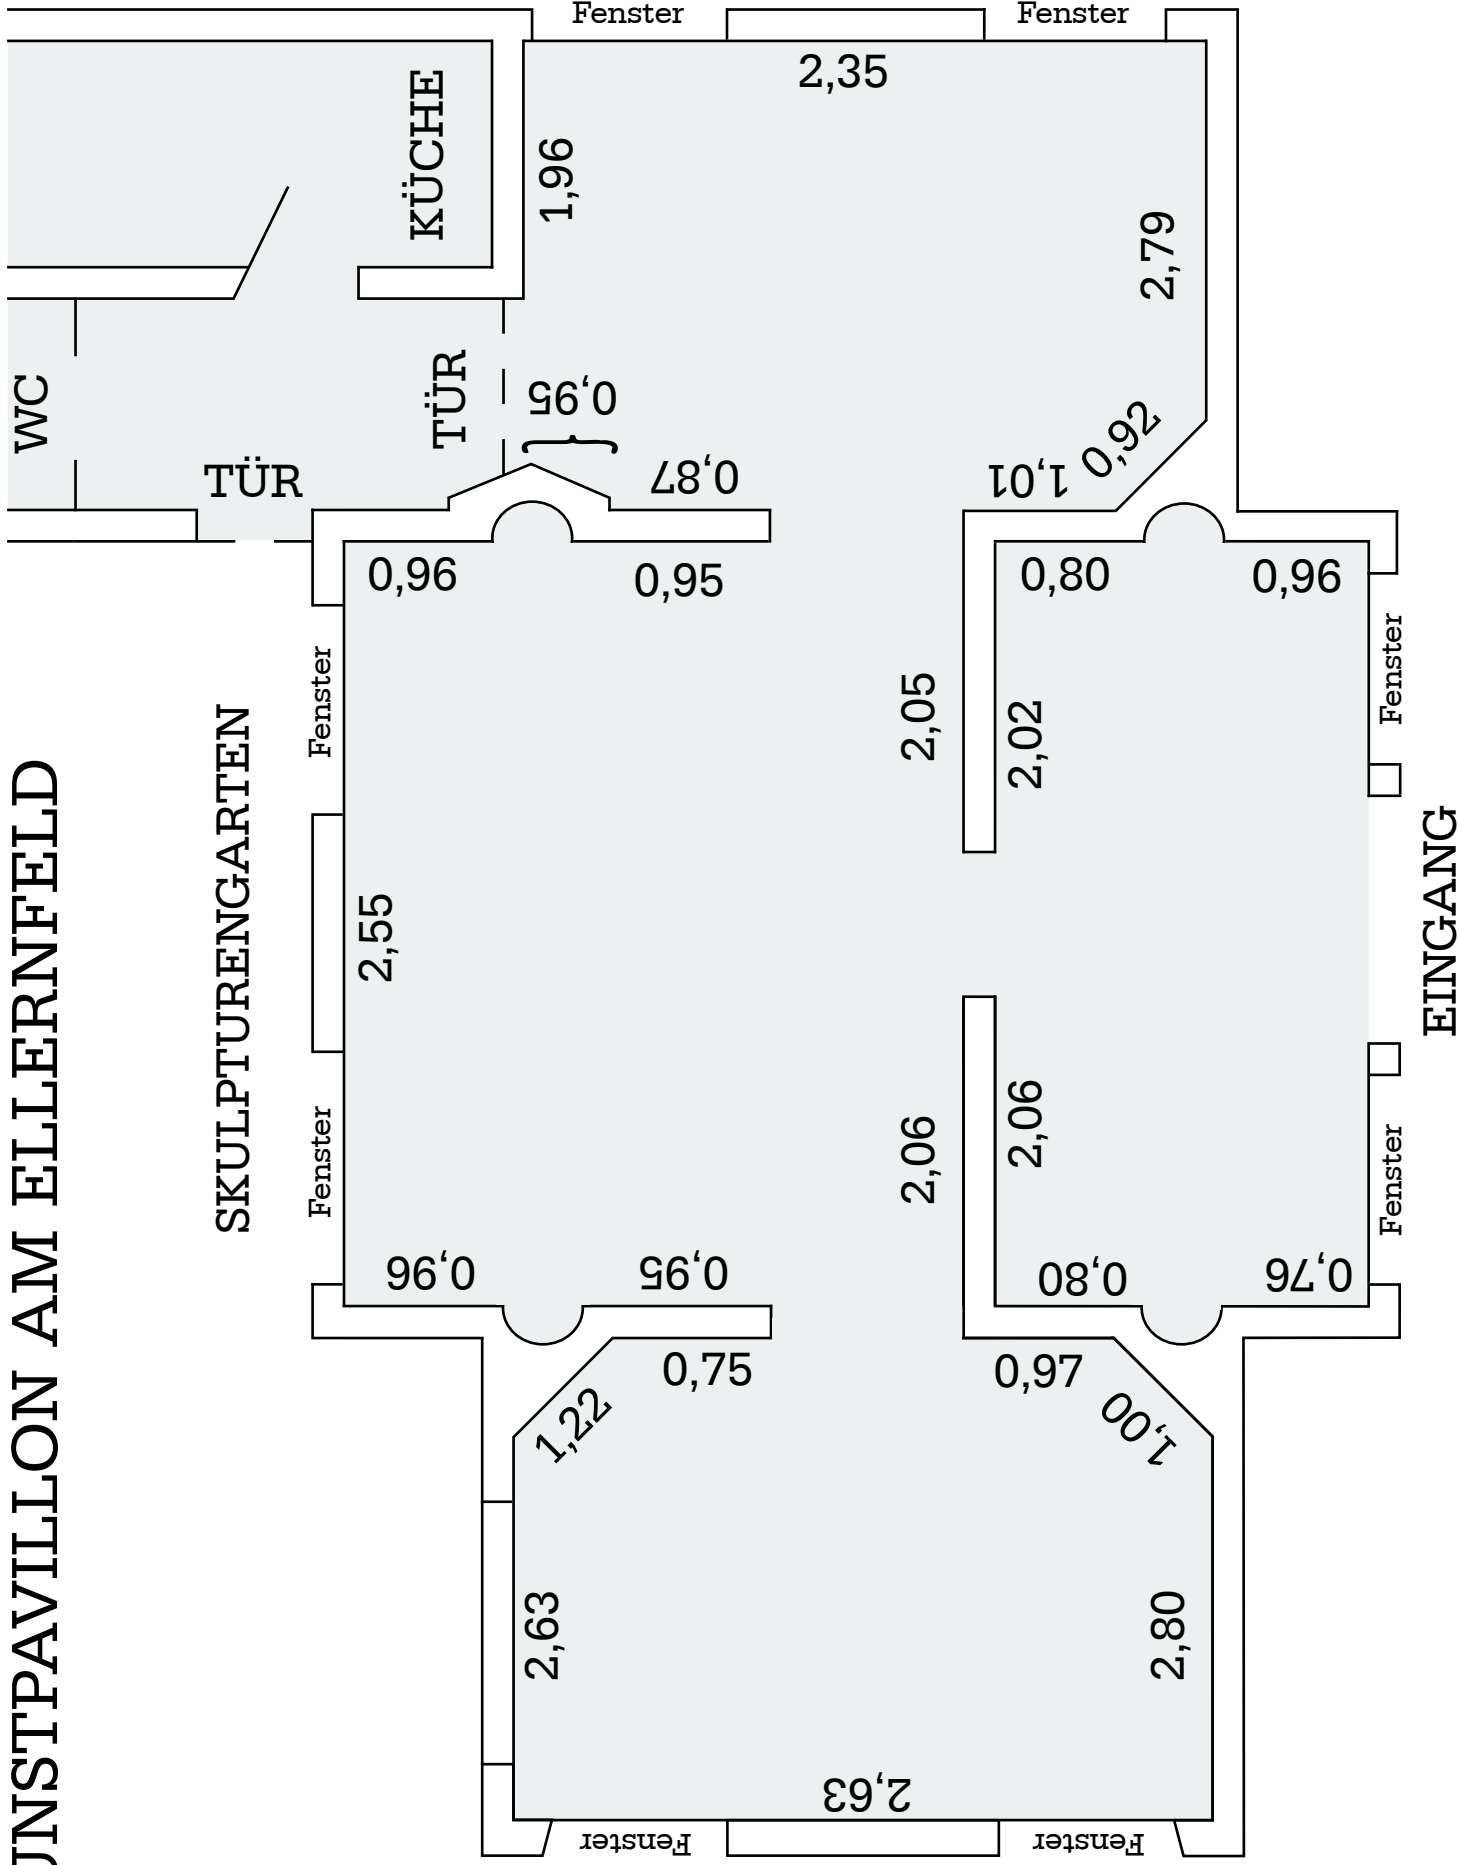 Fenster
Fenster
2,35
KÜCHE
1,96
2,79
WC
TÜR
0,95
0,92
TÜR
0,87
1,01
0,96
0,95
0,80
0,96
Fenster
Fenster
2,05
2,02
SKULPTURENGARTEN
2,55
EINGANG
UNSTPAVILLON AM ELLERNFELD
Fenster
2,06
2,06
Fenster
0,96
0,95
0,80
0,76
0,75
0,97
1,22
1,00
2,63
2,80
2,63
Fenster
Fenster